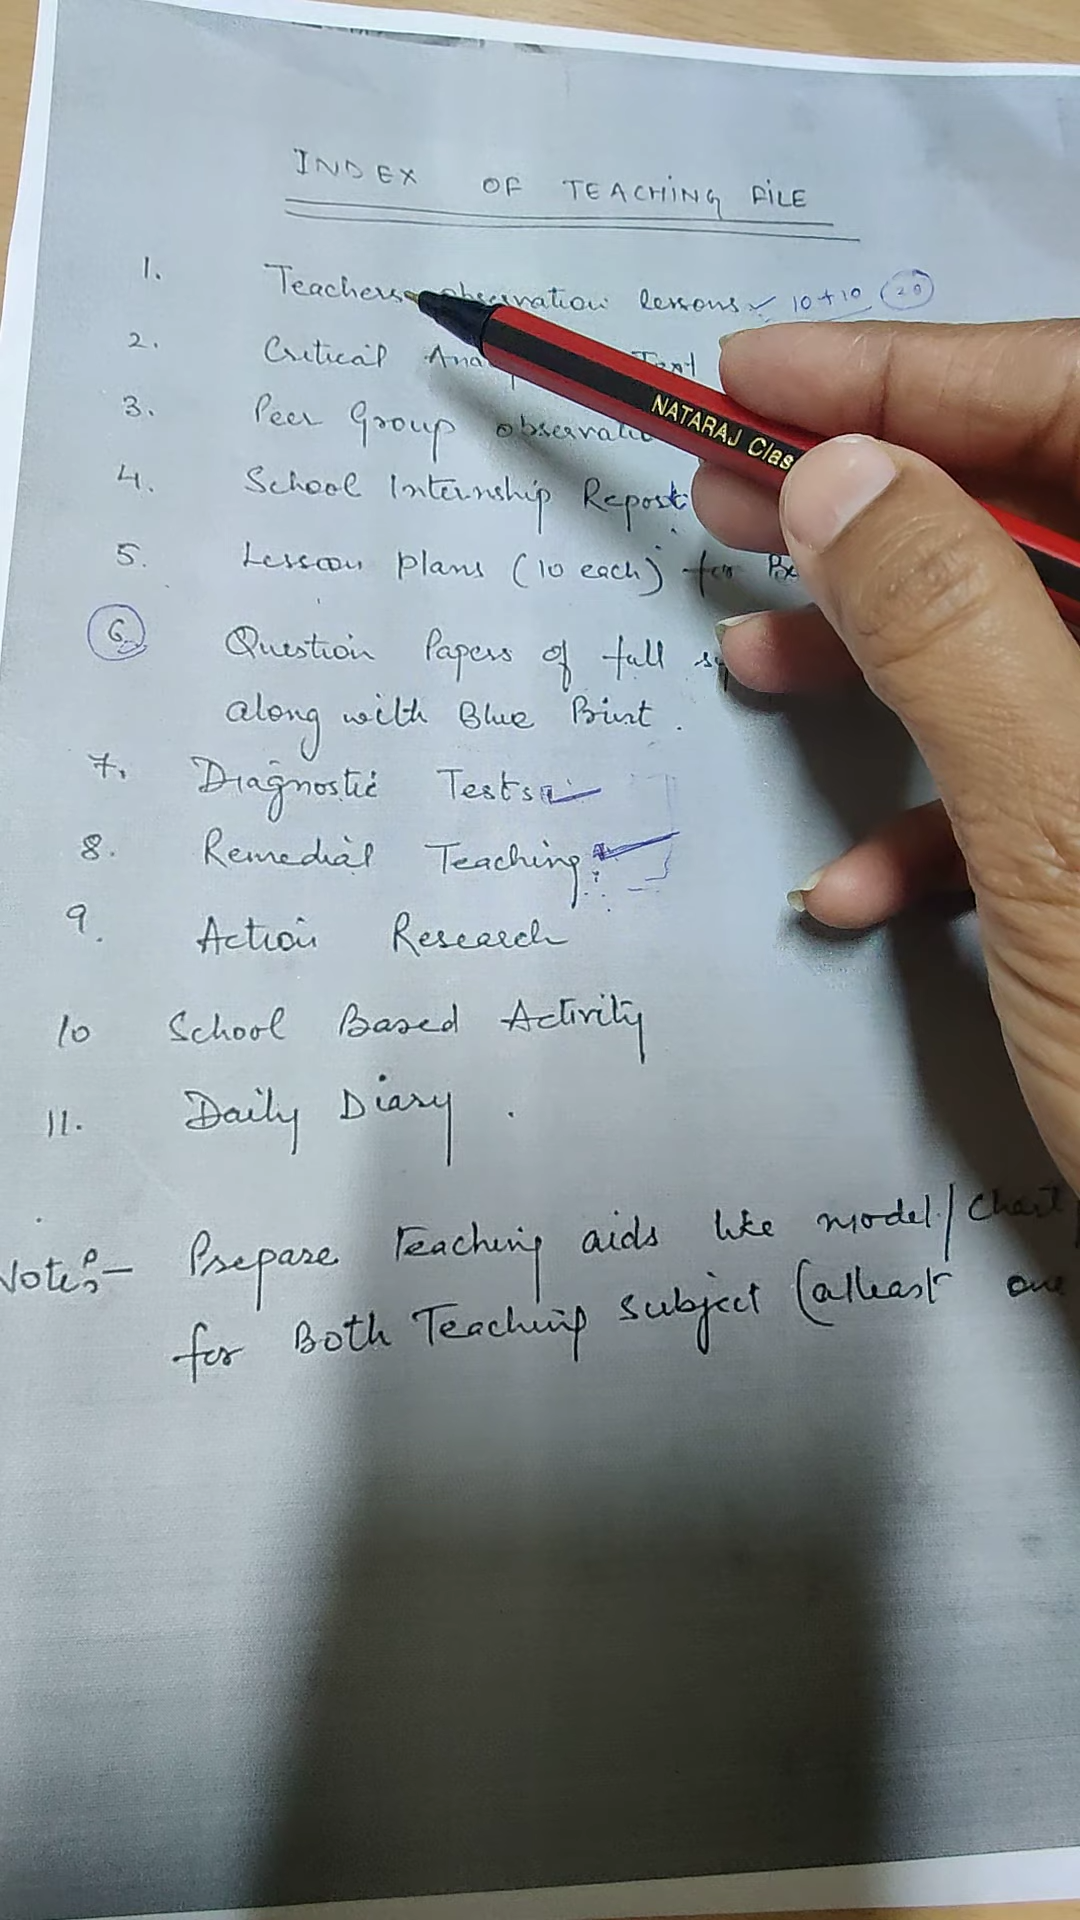 INDEX OF TEACHING FILE
1. Teachers observation lessons ✓ 10+10 (20)
2. Critical Text
3. Peer Group
4. School Internship Report
5. Lesson plans (10 each) for
6 Question Papers of full
along with Blue Print.
7. Diagnostic Tests
8. Remedial Teaching
9. Action Research
10 School Based Activity
11. Daily Diary.
Note:- Prepare Teaching aids like model/Chart/
for Both Teaching subject (atleast one
NATARAJ